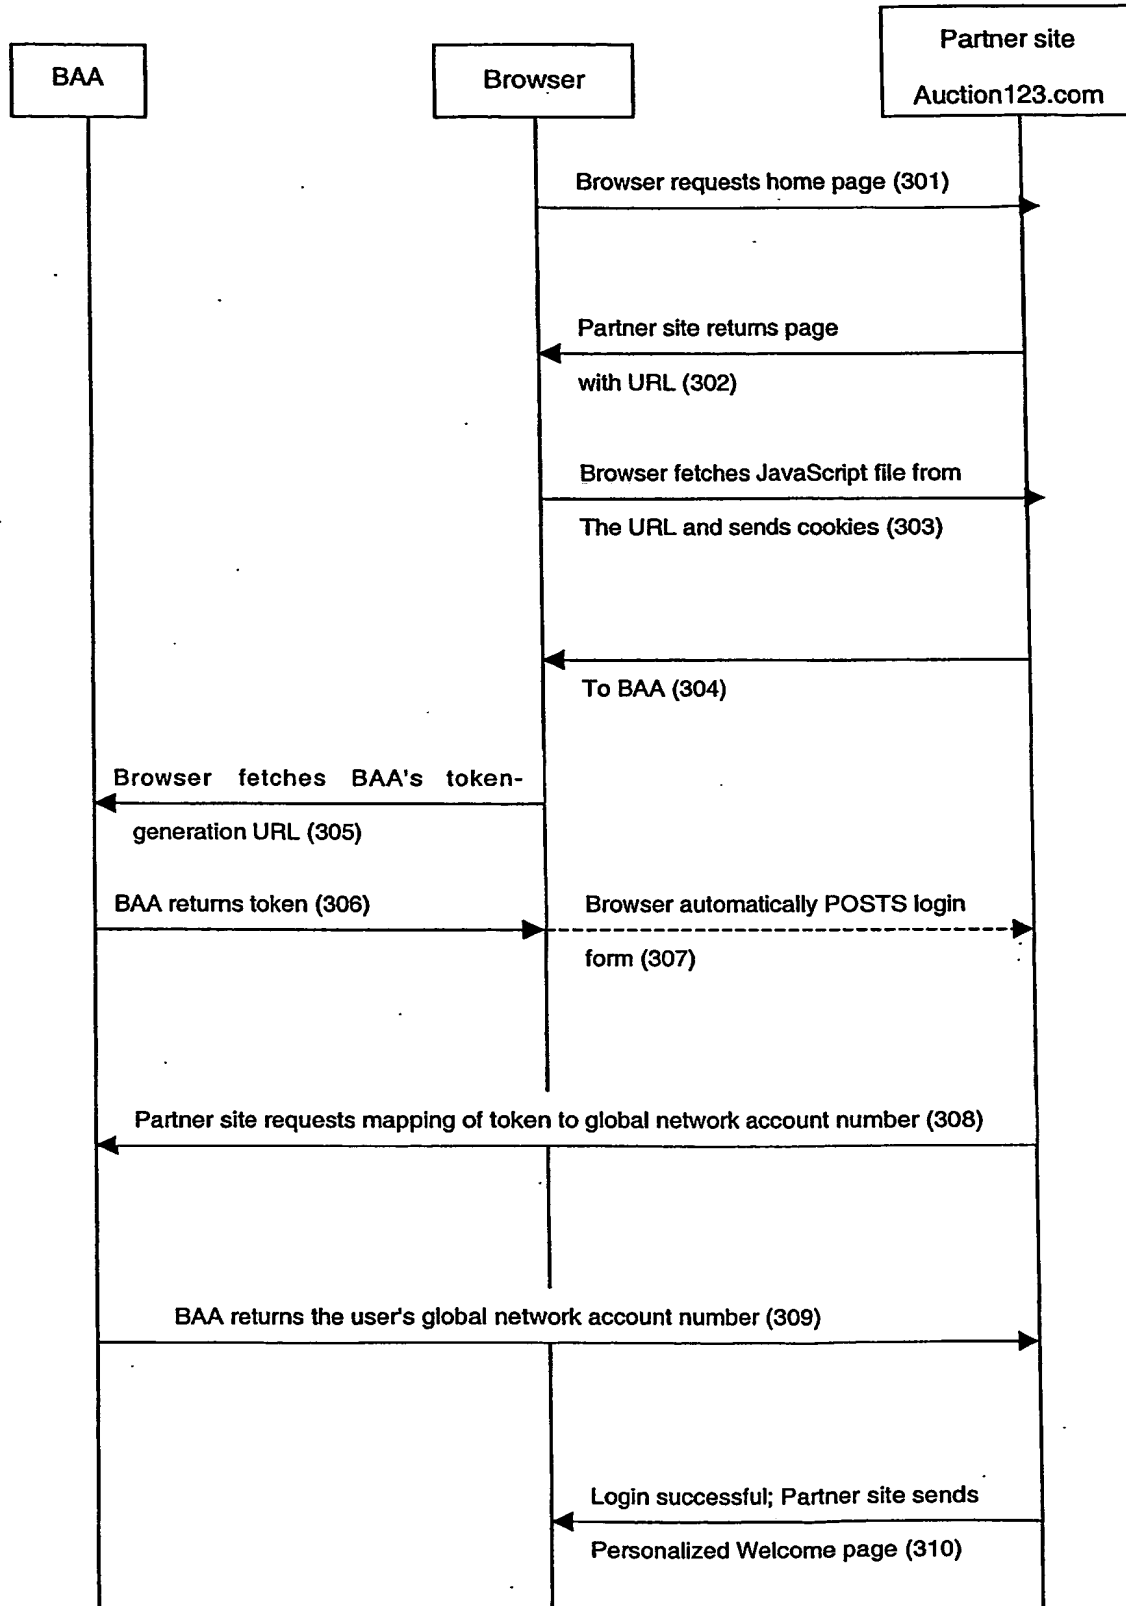 BAA
Browser
Partner site
Auction123.com
Browser requests home page (301)
Partner site returns page
with URL (302)
Browser fetches JavaScript file from
The URL and sends cookies (303)
To BAA (304)
Browser fetches BAA's token-
generation URL (305)
BAA returns token (306)
Browser automatically POSTS login
form (307)
Partner site requests mapping of token to global network account number (308)
BAA returns the user's global network account number (309)
Login successful; Partner site sends
Personalized Welcome page (310)